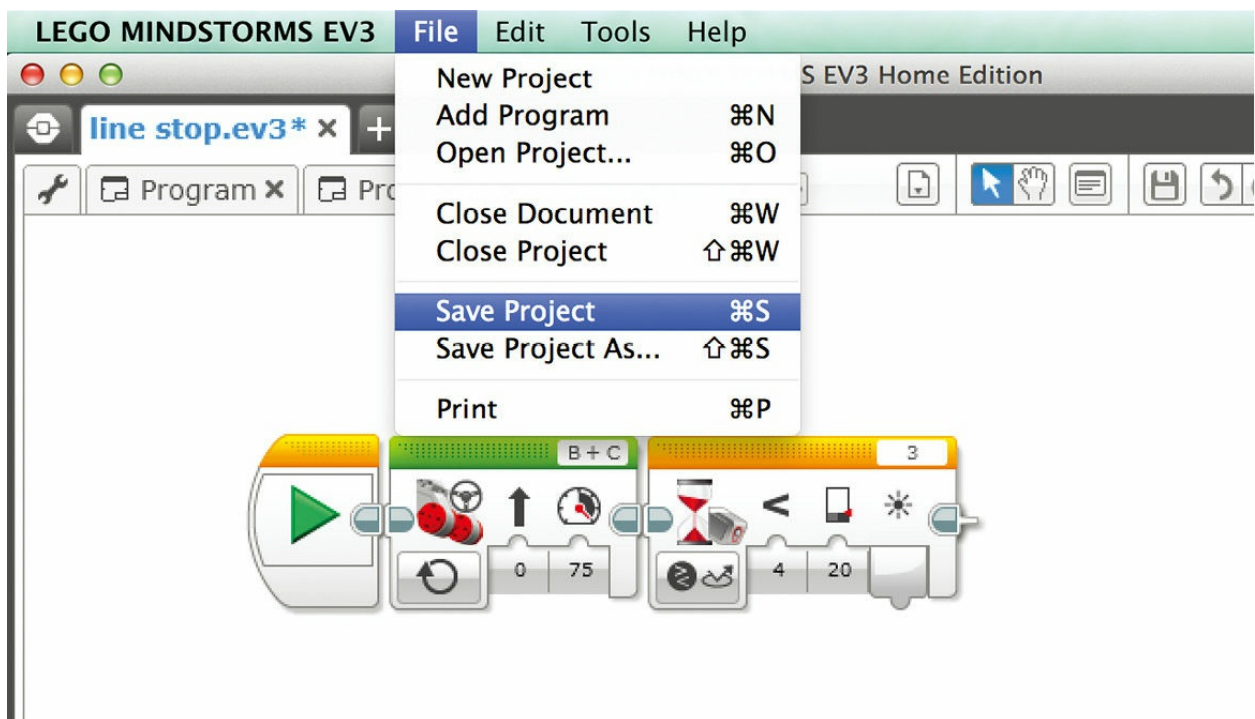 LEGO MINDSTORMS EV3 File Edit Tools Help
S EV3 Home Edition
line stop.ev3* × +
Program × Pro
New Project
Add Program ⌘N
Open Project... ⌘O
Close Document ⌘W
Close Project ⇧⌘W
Save Project ⌘S
Save Project As... ⇧⌘S
Print ⌘P
B + C 3
<
0 75 4 20